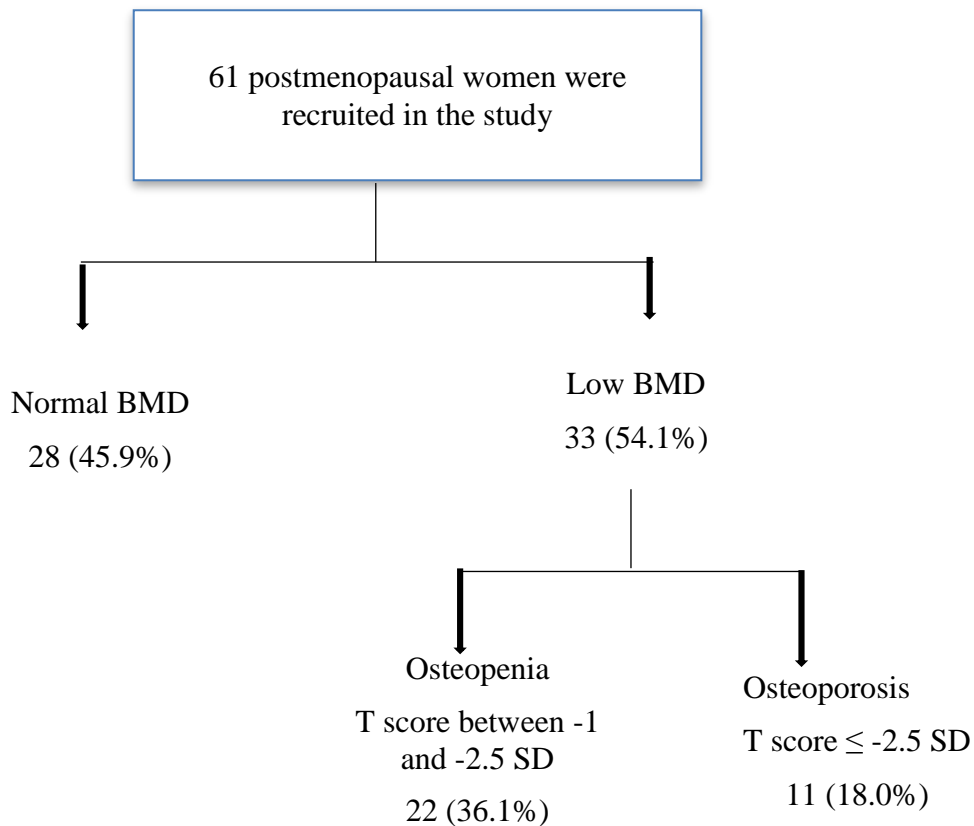 61 postmenopausal women were
recruited in the study
Normal BMD
28 (45.9%)
Low BMD
33 (54.1%)
Osteopenia
T score between -1
and -2.5 SD
22 (36.1%)
Osteoporosis
T score ≤ -2.5 SD
11 (18.0%)